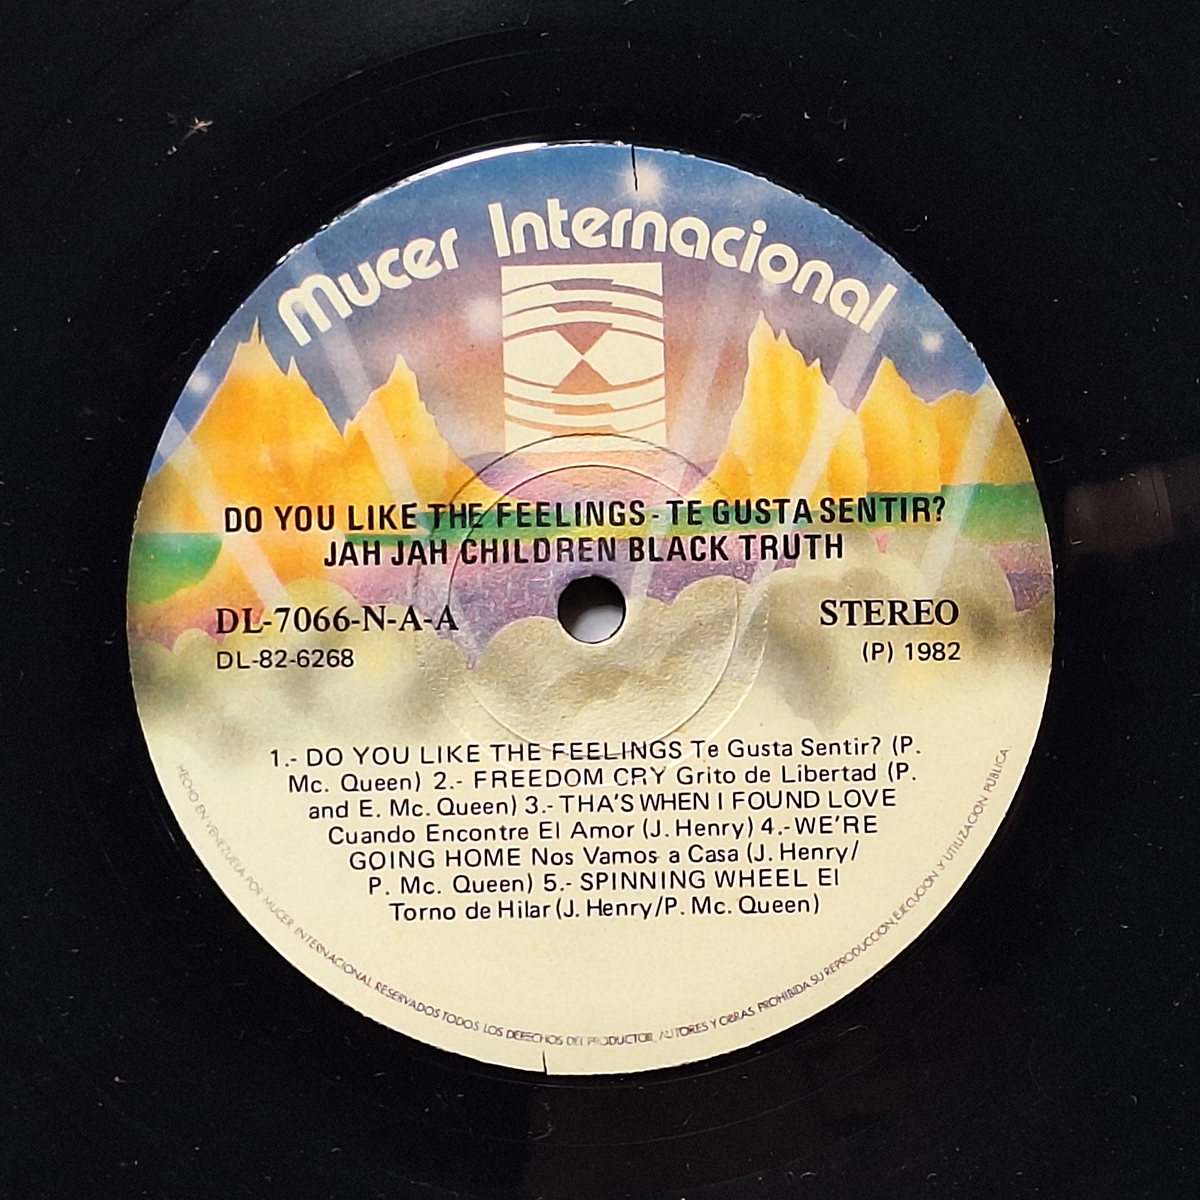 Mucer Internacional
DO YOU LIKE THE FEELINGS - TE GUSTA SENTIR?
JAH JAH CHILDREN BLACK TRUTH
DL-7066-N-A-A
STEREO
DL-82-6268
(P) 1982
1.- DO YOU LIKE THE FEELINGS Te Gusta Sentir? (P.
Mc. Queen) 2.- FREEDOM CRY Grito de Libertad (P.
and E. Mc. Queen) 3.- THA'S WHEN I FOUND LOVE
Cuando Encontre El Amor (J. Henry) 4.- WE'RE
GOING HOME Nos Vamos a Casa (J. Henry/
P. Mc. Queen) 5.- SPINNING WHEEL El
Torno de Hilar (J. Henry/P. Mc. Queen)
HECHO EN VENEZUELA POR MUCER INTERNACIONAL RESERVADOS TODOS LOS DERECHOS DEL PRODUCTOR, AUTORES Y OBRAS. PROHIBIDA SU REPRODUCCION, EJECUCION Y UTILIZACION PUBLICA.